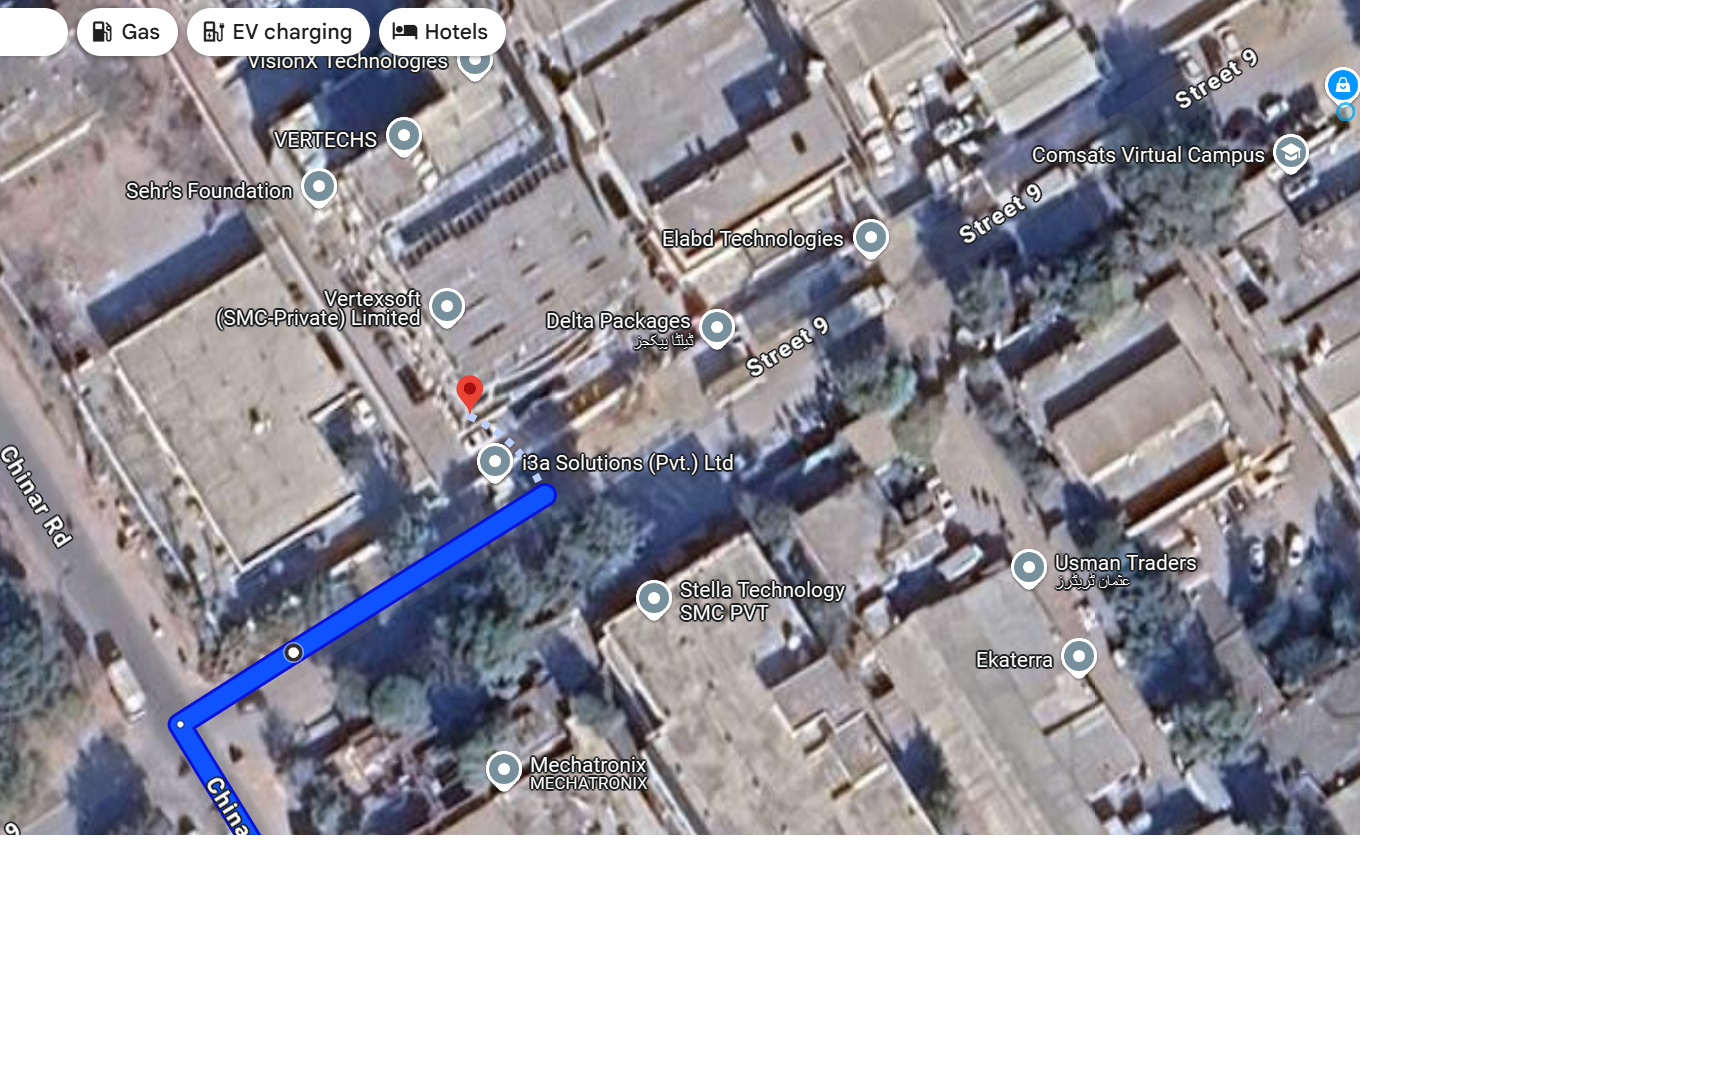 Gas
EV charging
Hotels
VisionX Technologies
Street 9
VERTECHS
Comsats Virtual Campus
Sehr's Foundation
Street 9
Elabd Technologies
Vertexsoft
(SMC-Private) Limited
Delta Packages
ڈیلٹا پیکجز
Street 9
i3a Solutions (Pvt.) Ltd
Chinar Rd
Usman Traders
عثمان ٹریڈرز
Stella Technology
SMC PVT
Ekaterra
Mechatronix
MECHATRONIX
China
9